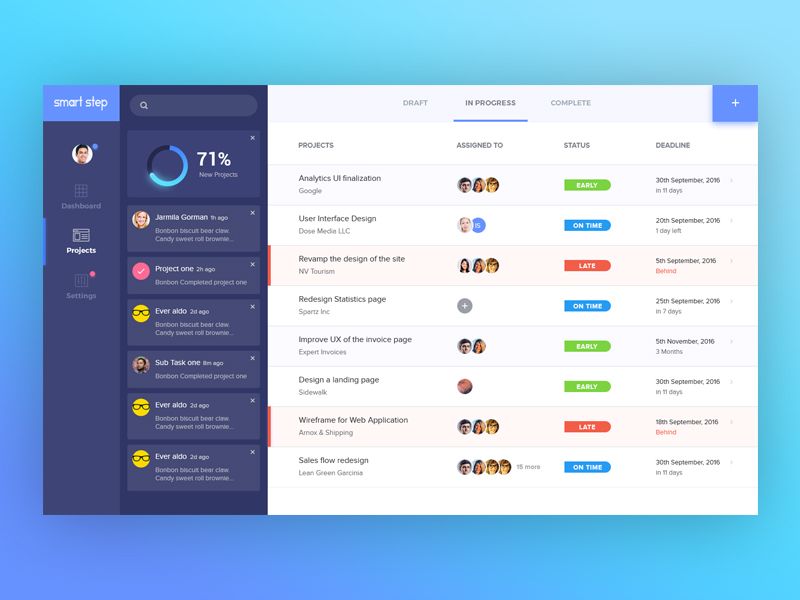 smart step
Dashboard
Projects
Settings
71%
New Projects
Jarmila Gorman 1h ago
Bonbon biscuit bear claw.
Candy sweet roll brownie...
Project one 2h ago
Bonbon Completed project one
Ever aldo 2d ago
Bonbon biscuit beer claw.
Candy sweet roll brownie...
Sub Task one 8m ago
Bonbon Completed project one
Ever aldo 2d ago
Bonbon biscuit bear claw.
Candy sweet roll brownie...
Ever aldo 2d ago
Bonbon biscuit bear claw.
Candy sweet roll brownie...
DRAFT IN PROGRESS COMPLETE
+
PROJECTS ASSIGNED TO STATUS DEADLINE
Analytics UI finalization EARLY 30th September, 2016
Google in 11 days
User Interface Design JS ON TIME 20th September, 2016
Dose Media LLC 1 day left
Revamp the design of the site LATE 5th September, 2016
NV Tourism Behind
Redesign Statistics page + ON TIME 25th September, 2016
Spartz Inc in 7 days
Improve UX of the invoice page EARLY 5th November, 2016
Expert Invoices 3 Months
Design a landing page EARLY 30th September, 2016
Sidewalk in 11 days
Wireframe for Web Application LATE 18th September, 2016
Arnox & Shipping Behind
Sales flow redesign 15 more ON TIME 30th September, 2016
Lean Green Garcinia in 11 days